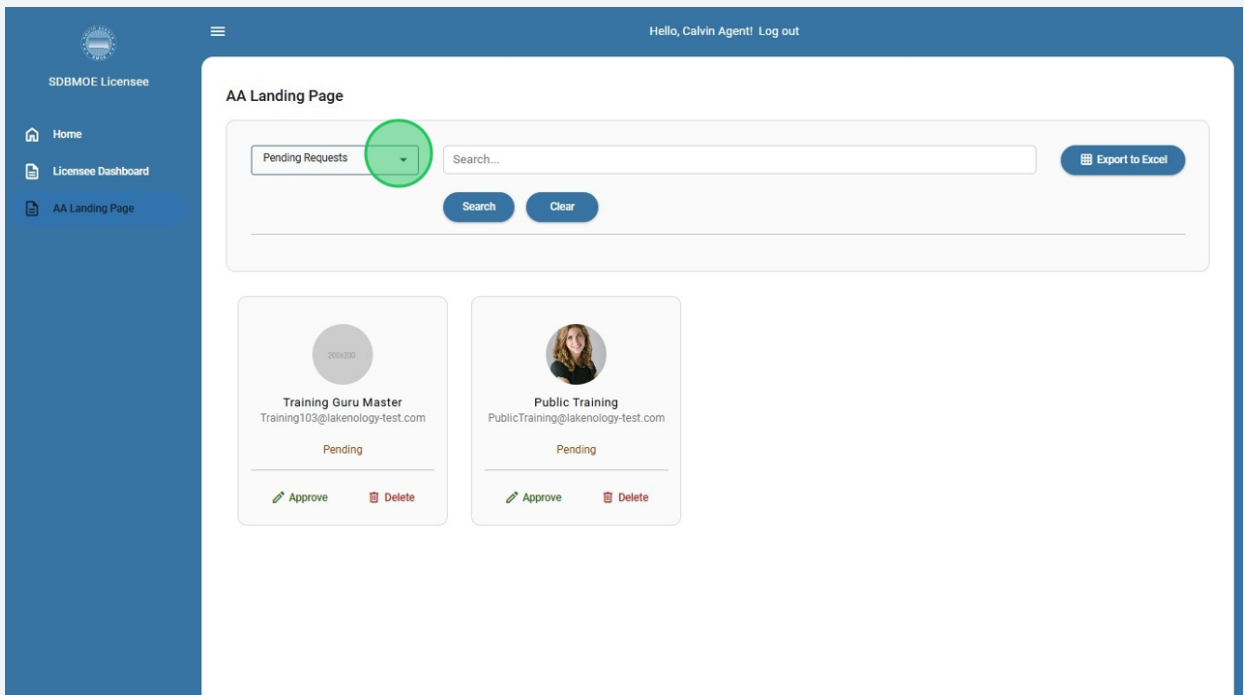 Hello, Calvin Agent! Log out
SDBMOE Licensee
Home
Licensee Dashboard
AA Landing Page
AA Landing Page
Pending Requests
Search...
Export to Excel
Search
Clear
200x200
Training Guru Master
Training103@lakenology-test.com
Pending
Approve
Delete
Public Training
PublicTraining@lakenology-test.com
Pending
Approve
Delete